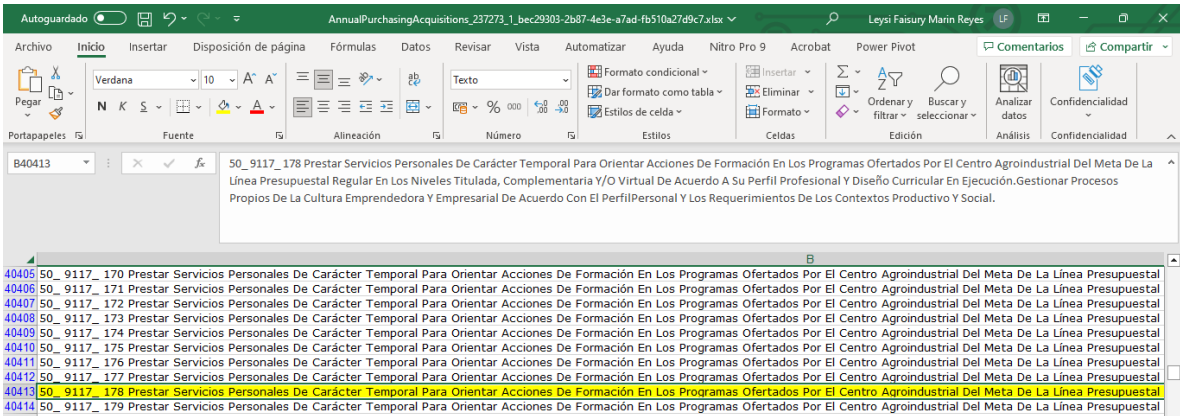 Autoguardado
AnnualPurchasingAcquisitions_237273_1_bec29303-2b87-4e3e-a7ad-fb510a27d9c7.xlsx
Leysi Faisury Marin Reyes
LF
Archivo Inicio Insertar Disposición de página Fórmulas Datos Revisar Vista Automatizar Ayuda Nitro Pro 9 Acrobat Power Pivot Comentarios Compartir
Pegar
Verdana 10 A^ A˅
N K S A
ab
Texto
% 000
Formato condicional
Dar formato como tabla
Estilos de celda
Insertar
Eliminar
Formato
Ordenar y filtrar
Buscar y seleccionar
Analizar datos
Confidencialidad
Portapapeles Fuente Alineación Número Estilos Celdas Edición Análisis Confidencialidad
B40413 fx 50_ 9117_ 178 Prestar Servicios Personales De Carácter Temporal Para Orientar Acciones De Formación En Los Programas Ofertados Por El Centro Agroindustrial Del Meta De La
Línea Presupuestal Regular En Los Niveles Titulada, Complementaria Y/O Virtual De Acuerdo A Su Perfil Profesional Y Diseño Curricular En Ejecución.Gestionar Procesos
Propios De La Cultura Emprendedora Y Empresarial De Acuerdo Con El PerfilPersonal Y Los Requerimientos De Los Contextos Productivo Y Social.
B
40405 50_ 9117_ 170 Prestar Servicios Personales De Carácter Temporal Para Orientar Acciones De Formación En Los Programas Ofertados Por El Centro Agroindustrial Del Meta De La Línea Presupuestal
40406 50_ 9117_ 171 Prestar Servicios Personales De Carácter Temporal Para Orientar Acciones De Formación En Los Programas Ofertados Por El Centro Agroindustrial Del Meta De La Línea Presupuestal
40407 50_ 9117_ 172 Prestar Servicios Personales De Carácter Temporal Para Orientar Acciones De Formación En Los Programas Ofertados Por El Centro Agroindustrial Del Meta De La Línea Presupuestal
40408 50_ 9117_ 173 Prestar Servicios Personales De Carácter Temporal Para Orientar Acciones De Formación En Los Programas Ofertados Por El Centro Agroindustrial Del Meta De La Línea Presupuestal
40409 50_ 9117_ 174 Prestar Servicios Personales De Carácter Temporal Para Orientar Acciones De Formación En Los Programas Ofertados Por El Centro Agroindustrial Del Meta De La Línea Presupuestal
40410 50_ 9117_ 175 Prestar Servicios Personales De Carácter Temporal Para Orientar Acciones De Formación En Los Programas Ofertados Por El Centro Agroindustrial Del Meta De La Línea Presupuestal
40411 50_ 9117_ 176 Prestar Servicios Personales De Carácter Temporal Para Orientar Acciones De Formación En Los Programas Ofertados Por El Centro Agroindustrial Del Meta De La Línea Presupuestal
40412 50_ 9117_ 177 Prestar Servicios Personales De Carácter Temporal Para Orientar Acciones De Formación En Los Programas Ofertados Por El Centro Agroindustrial Del Meta De La Línea Presupuestal
40413 50_ 9117_ 178 Prestar Servicios Personales De Carácter Temporal Para Orientar Acciones De Formación En Los Programas Ofertados Por El Centro Agroindustrial Del Meta De La Línea Presupuestal
40414 50_ 9117_ 179 Prestar Servicios Personales De Carácter Temporal Para Orientar Acciones De Formación En Los Programas Ofertados Por El Centro Agroindustrial Del Meta De La Línea Presupuestal